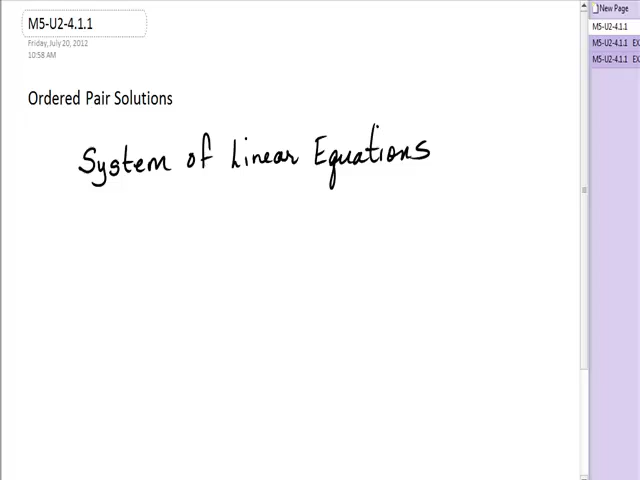 M5-U2-4.1.1
Friday, July 20, 2012
10:58 AM
Ordered Pair Solutions
System of Linear Equations
New Page
M5-U2-4.1.1
M5-U2-4.1.1 EX
M5-U2-4.1.1 EX